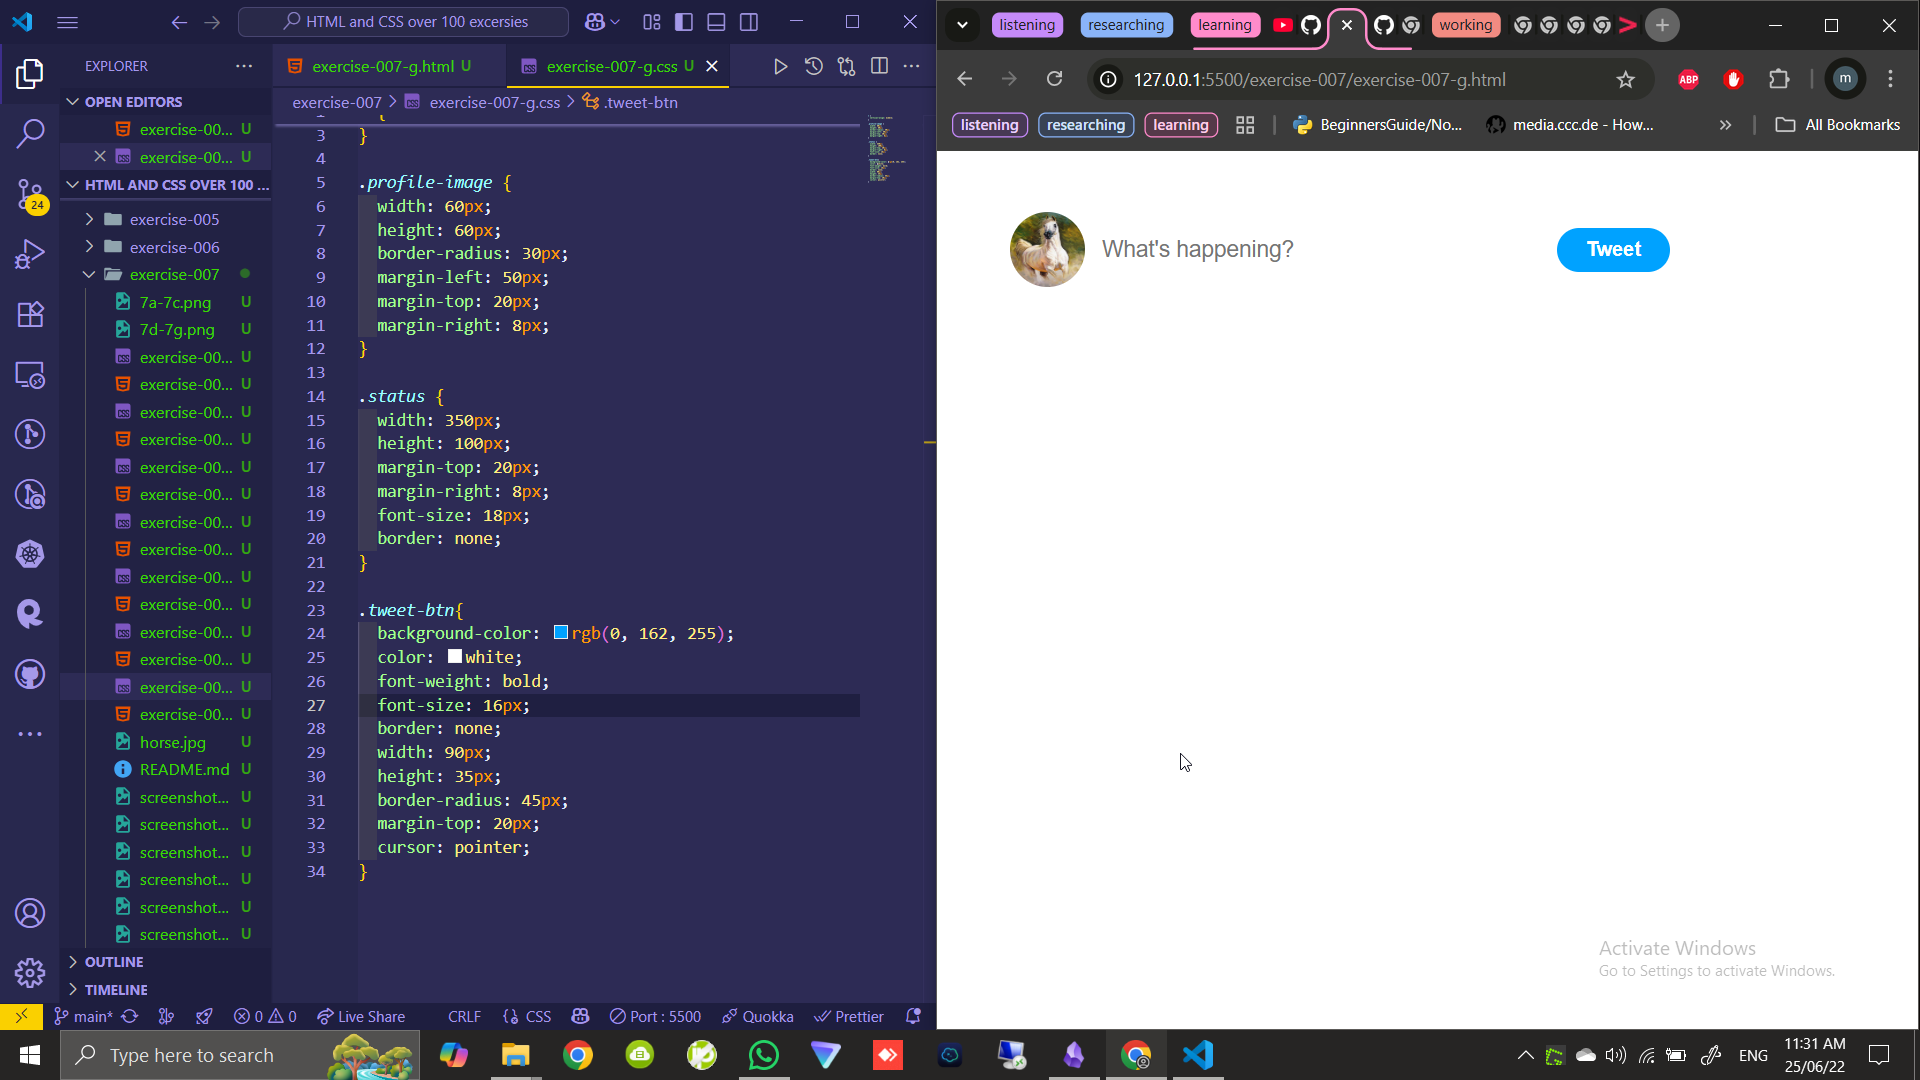 HTML and CSS over 100 excersies
EXPLORER
exercise-007-g.html U
exercise-007-g.css U
exercise-007 > exercise-007-g.css > .tweet-btn
OPEN EDITORS
exercise-00... U
exercise-00... U
HTML AND CSS OVER 100 ...
exercise-005
exercise-006
exercise-007
7a-7c.png U
7d-7g.png U
exercise-00... U
exercise-00... U
exercise-00... U
exercise-00... U
exercise-00... U
exercise-00... U
exercise-00... U
exercise-00... U
exercise-00... U
exercise-00... U
exercise-00... U
exercise-00... U
exercise-00... U
exercise-00... U
horse.jpg U
README.md U
screenshot... U
screenshot... U
screenshot... U
screenshot... U
screenshot... U
screenshot... U
OUTLINE
TIMELINE
24
3 }
4
5 .profile-image {
6 width: 60px;
7 height: 60px;
8 border-radius: 30px;
9 margin-left: 50px;
10 margin-top: 20px;
11 margin-right: 8px;
12 }
13
14 .status {
15 width: 350px;
16 height: 100px;
17 margin-top: 20px;
18 margin-right: 8px;
19 font-size: 18px;
20 border: none;
21 }
22
23 .tweet-btn{
24 background-color: rgb(0, 162, 255);
25 color: white;
26 font-weight: bold;
27 font-size: 16px;
28 border: none;
29 width: 90px;
30 height: 35px;
31 border-radius: 45px;
32 margin-top: 20px;
33 cursor: pointer;
34 }
main* 0 0 Live Share CRLF {} CSS Port : 5500 Quokka Prettier
listening researching learning working
127.0.0.1:5500/exercise-007/exercise-007-g.html
ABP
m
listening researching learning BeginnersGuide/No... media.ccc.de - How... » All Bookmarks
What's happening?
Tweet
Activate Windows
Go to Settings to activate Windows.
Type here to search
ENG
11:31 AM
25/06/22